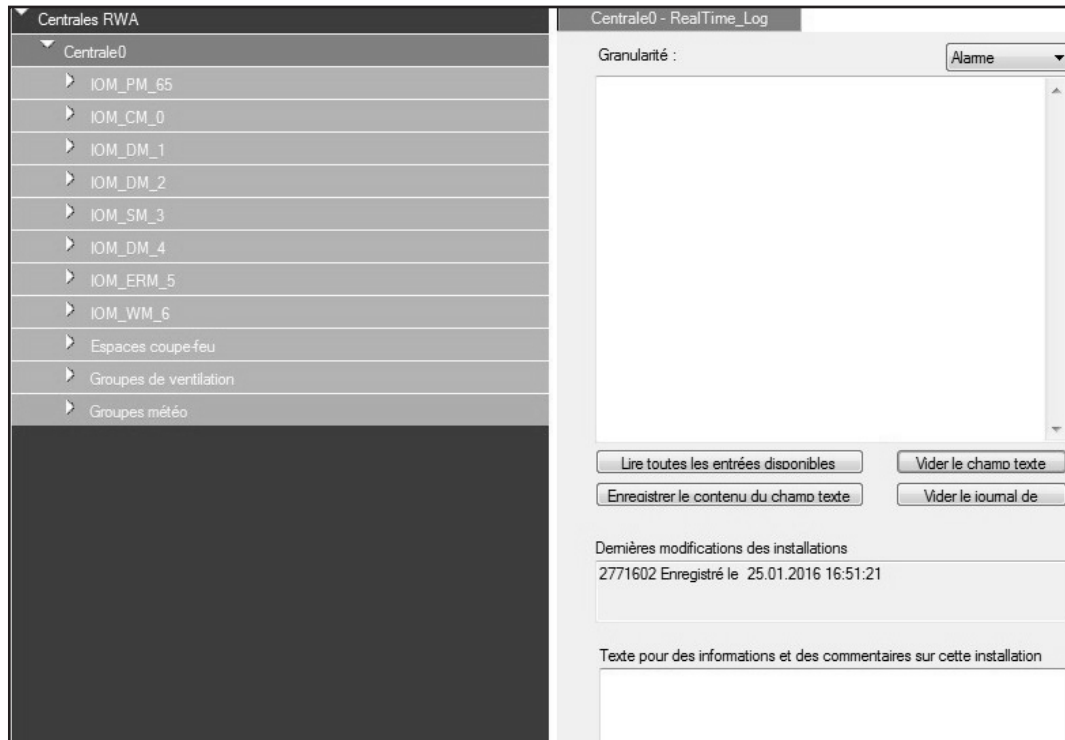 Centrales RWA
Centrale0
IOM_PM_65
IOM_CM_0
IOM_DM_1
IOM_DM_2
IOM_SM_3
IOM_DM_4
IOM_ERM_5
IOM_WM_6
Espaces coupe-feu
Groupes de ventilation
Groupes météo
Centrale0 - RealTime_Log
Granularité :
Alarme
Lire toutes les entrées disponibles
Vider le champ texte
Enregistrer le contenu du champ texte
Vider le journal de
Dernières modifications des installations
2771602 Enregistré le 25.01.2016 16:51:21
Texte pour des informations et des commentaires sur cette installation